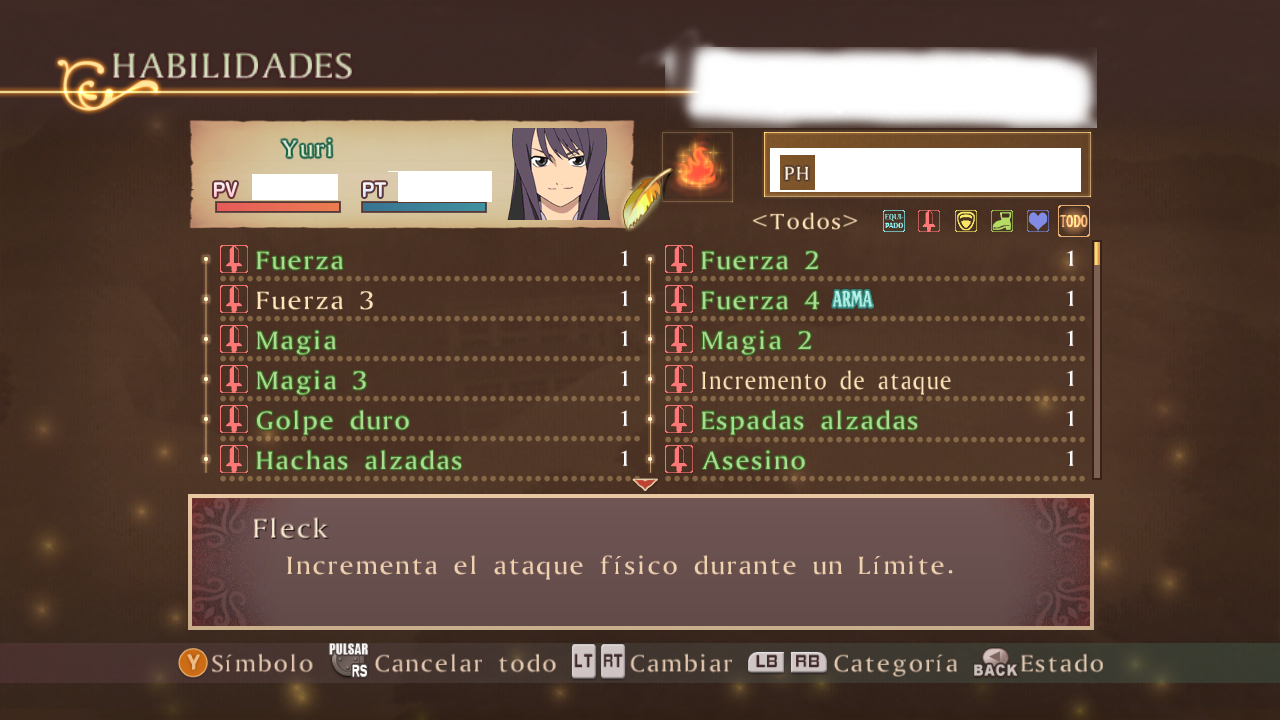 HABILIDADES
Yuri
PV PT
PH
<Todos> EQUIPADO TODO
Fuerza 1 Fuerza 2 1
Fuerza 3 1 Fuerza 4 ARMA 1
Magia 1 Magia 2 1
Magia 3 1 Incremento de ataque 1
Golpe duro 1 Espadas alzadas 1
Hachas alzadas 1 Asesino 1
Fleck
Incrementa el ataque físico durante un Límite.
Y Símbolo PULSAR RS Cancelar todo LT RT Cambiar LB RB Categoría BACK Estado